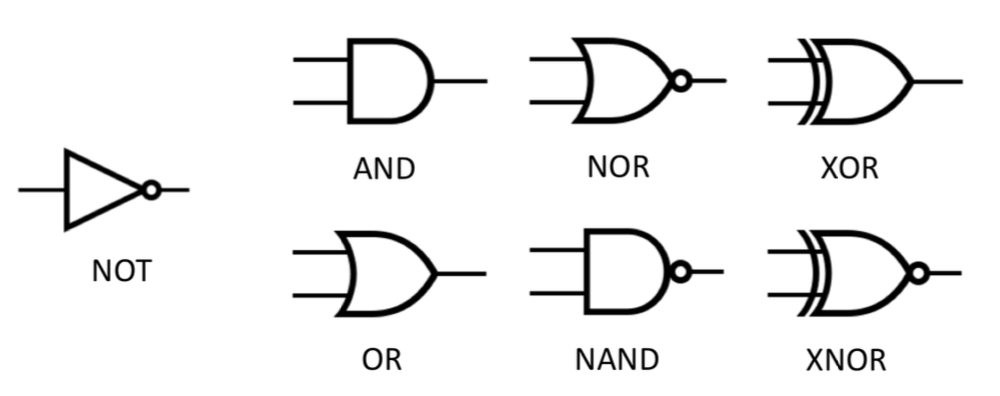 AND
NOR
XOR
NOT
OR
NAND
XNOR